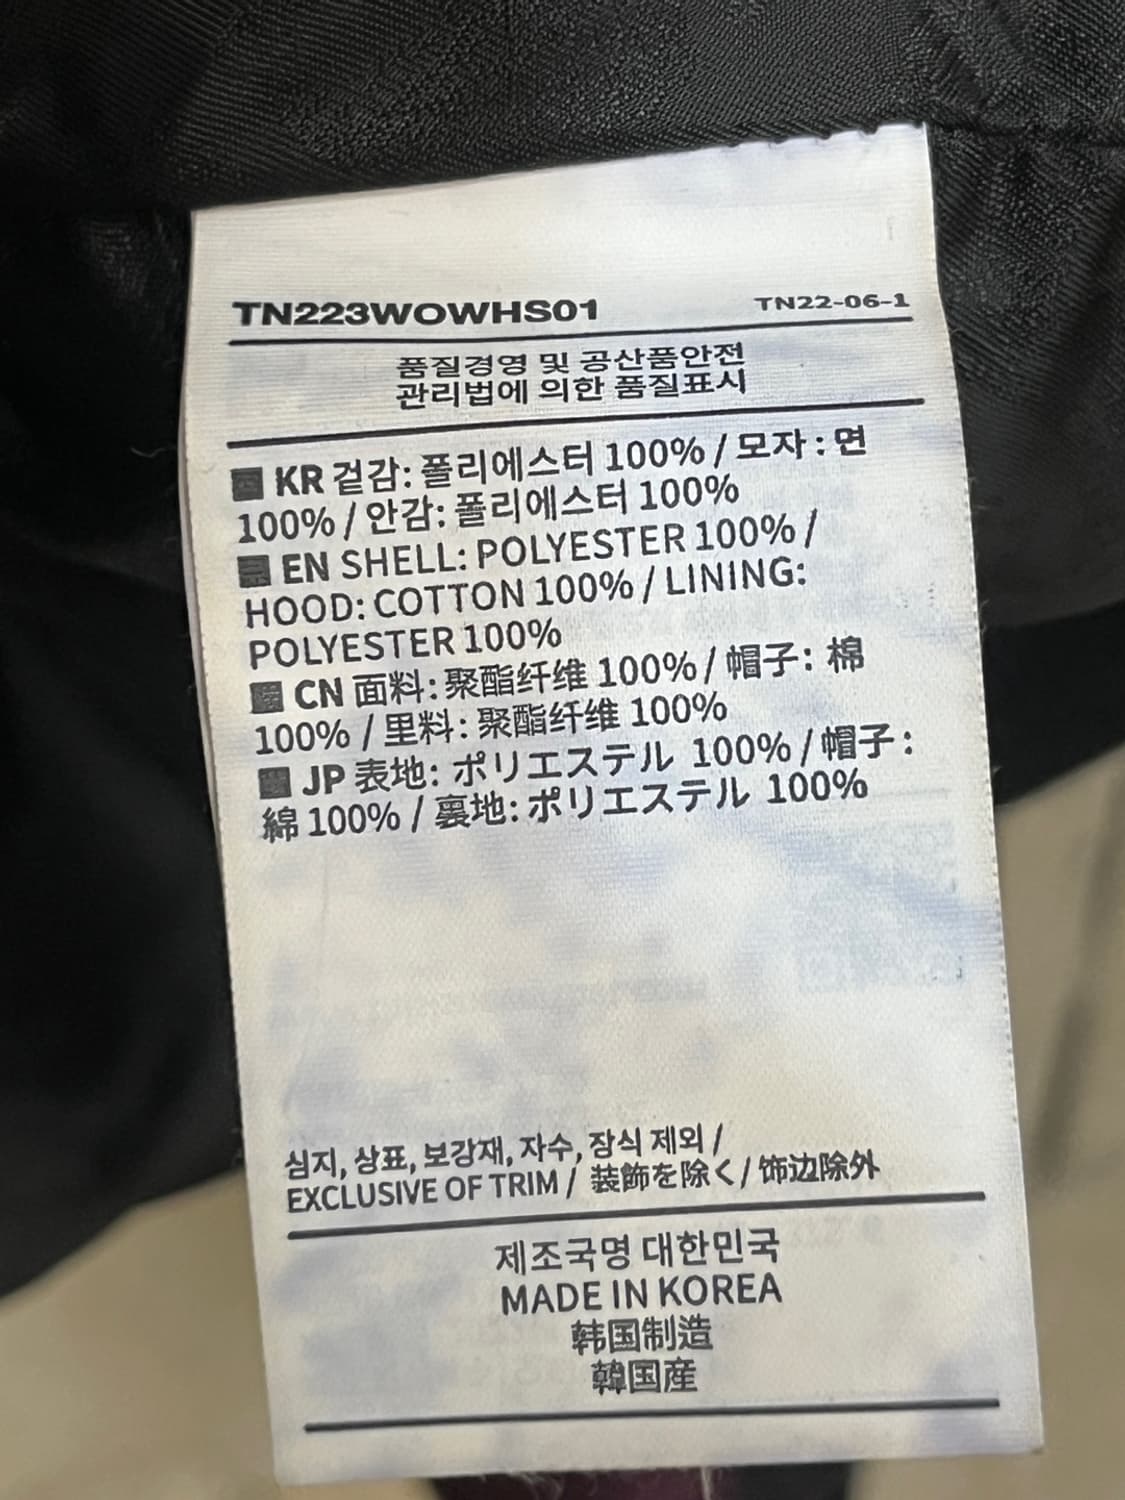 TN223WOWHS01
TN22-06-1
품질경영 및 공산품안전
관리법에 의한 품질표시
KR 겉감: 폴리에스터 100% / 모자 : 면
100% / 안감: 폴리에스터 100%
EN SHELL: POLYESTER 100% /
HOOD: COTTON 100% / LINING:
POLYESTER 100%
CN 面料: 聚酯纤维 100% / 帽子: 棉
100% / 里料: 聚酯纤维 100%
JP 表地: ポリエステル 100% / 帽子 :
綿 100% / 裏地: ポリエステル 100%
심지, 상표, 보강재, 자수, 장식 제외 /
EXCLUSIVE OF TRIM / 装飾を除く / 饰边除外
제조국명 대한민국
MADE IN KOREA
韩国制造
韓国産